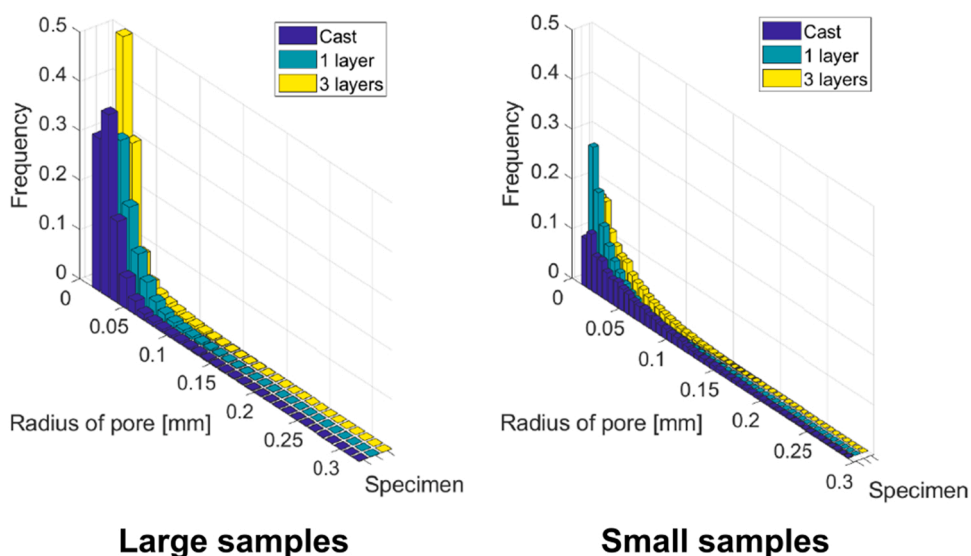 0.5
0.4
0.3
0.2
0.1
0
Frequency
Cast
1 layer
3 layers
0
0.05
0.1
0.15
0.2
0.25
0.3
Radius of pore [mm]
Specimen
Large samples
0.5
0.4
0.3
0.2
0.1
0
Frequency
Cast
1 layer
3 layers
0
0.05
0.1
0.15
0.2
0.25
0.3
Radius of pore [mm]
Specimen
Small samples